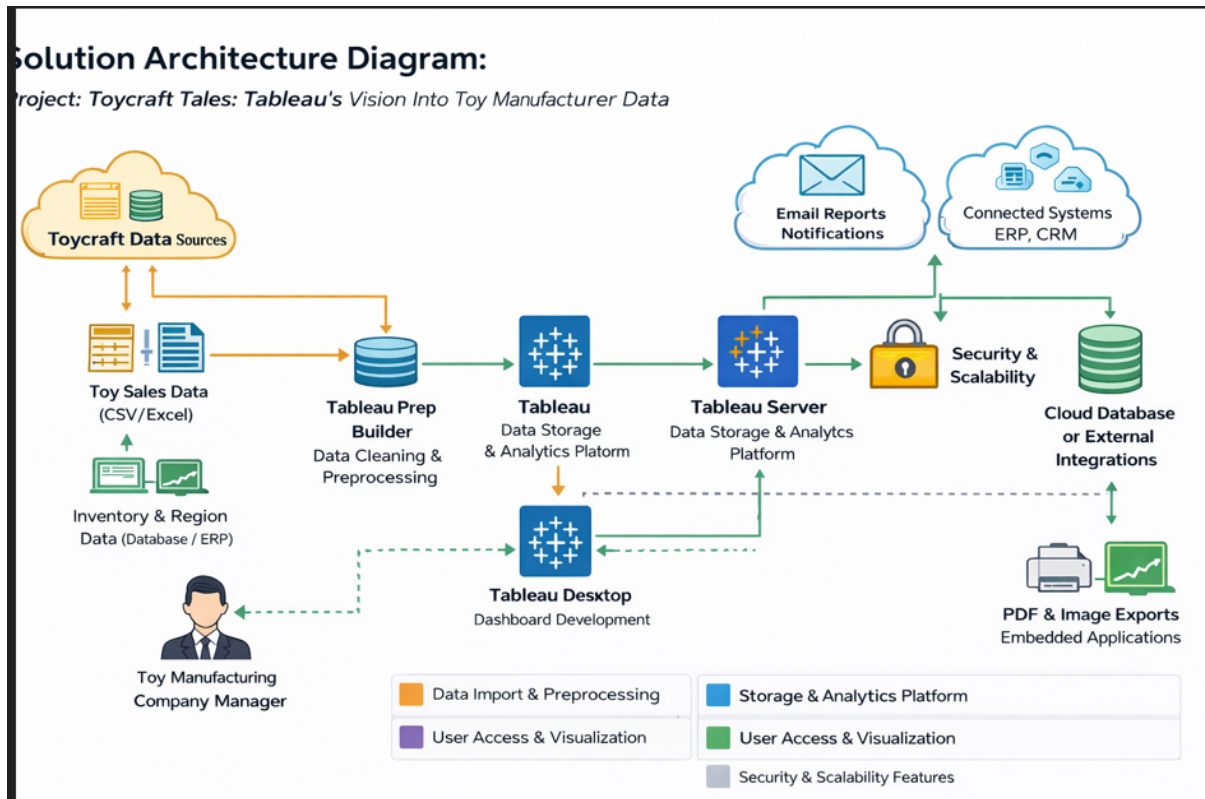 Solution Architecture Diagram:
Project: Toycraft Tales: Tableau's Vision Into Toy Manufacturer Data
Toycraft Data Sources
Email Reports
Notifications
Connected Systems
ERP, CRM
Toy Sales Data
(CSV/Excel)
Tableau Prep
Builder
Data Cleaning &
Preprocessing
Tableau
Data Storage
& Analytics Platorm
Tableau Server
Data Storage & Analytcs
Platform
Security &
Scalability
Cloud Database
or External
Integrations
Inventory & Region
Data (Database / ERP)
Tableau Desktop
Dashboard Development
PDF & Image Exports
Embedded Applications
Toy Manufacturing
Company Manager
Data Import & Preprocessing
Storage & Analytics Platform
User Access & Visualization
User Access & Visualization
Security & Scalability Features